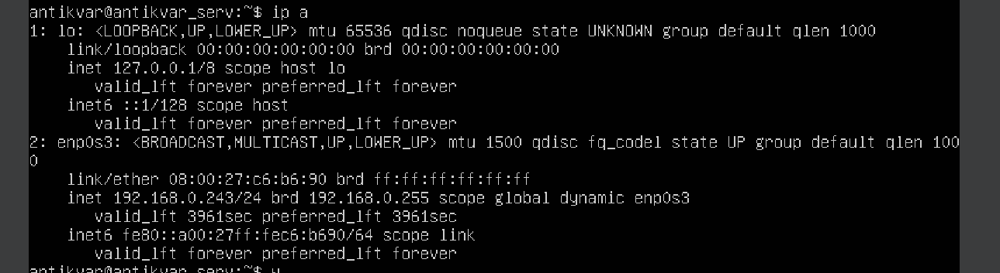 antikvar@antikvar_serv:~$ ip a
1: lo: <LOOPBACK,UP,LOWER_UP> mtu 65536 qdisc noqueue state UNKNOWN group default qlen 1000
    link/loopback 00:00:00:00:00:00 brd 00:00:00:00:00:00
    inet 127.0.0.1/8 scope host lo
       valid_lft forever preferred_lft forever
    inet6 ::1/128 scope host
       valid_lft forever preferred_lft forever
2: enp0s3: <BROADCAST,MULTICAST,UP,LOWER_UP> mtu 1500 qdisc fq_codel state UP group default qlen 100
0
    link/ether 08:00:27:c6:b6:90 brd ff:ff:ff:ff:ff:ff
    inet 192.168.0.243/24 brd 192.168.0.255 scope global dynamic enp0s3
       valid_lft 3961sec preferred_lft 3961sec
    inet6 fe80::a00:27ff:fec6:b690/64 scope link
       valid_lft forever preferred_lft forever
antikvar@antikvar_serv:~$